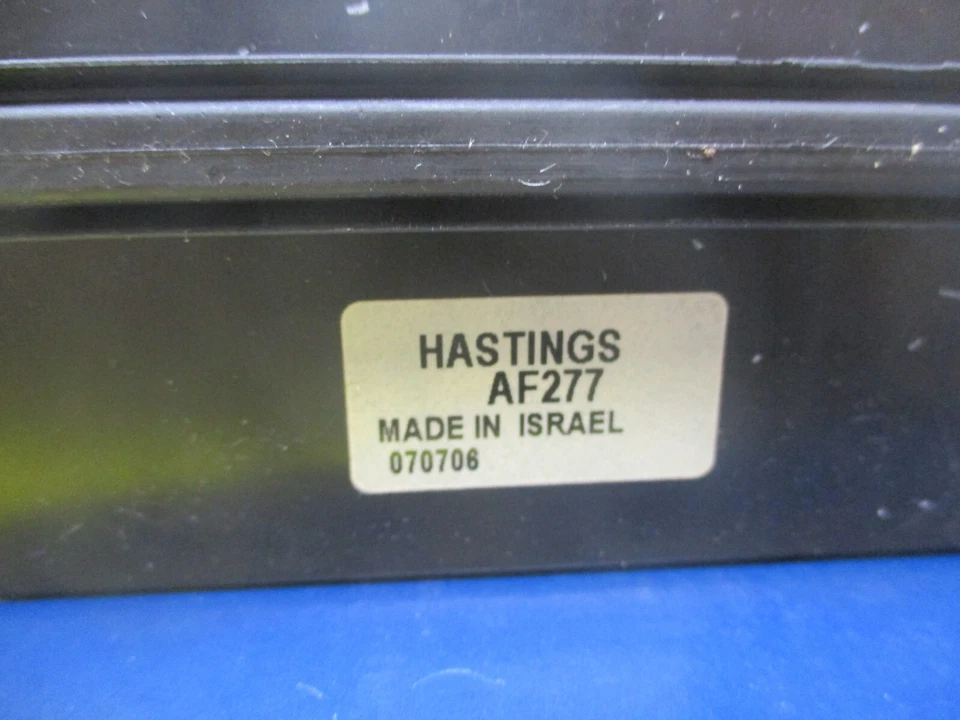 HASTINGS
AF277
MADE IN ISRAEL
070706